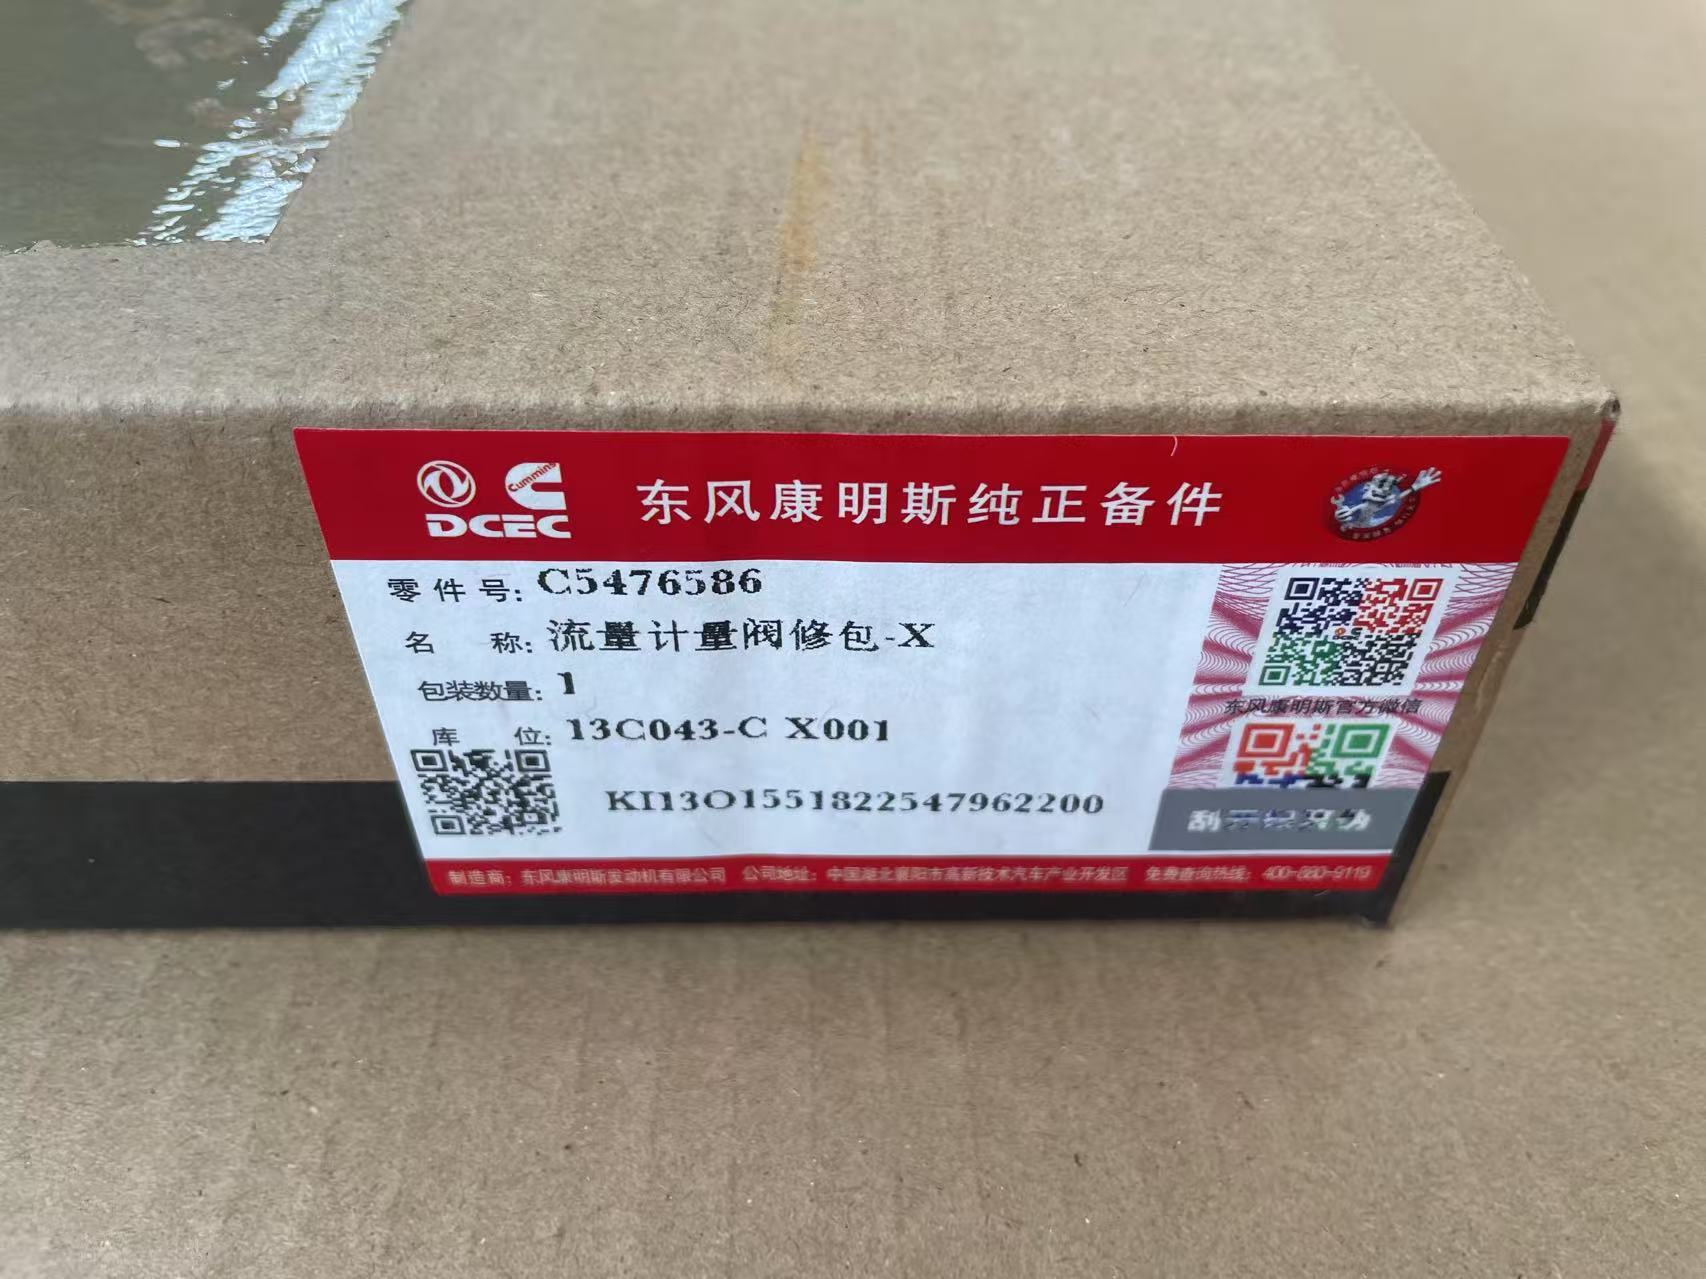 Cummins
DCEC
东风康明斯纯正备件
零件号: C5476586
名 称: 流量计量阀修包-X
包装数量: 1
库 位: 13C043-C X001
KI13O1551822547962200
东风康明斯官方微信
刮开
制造商: 东风康明斯发动机有限公司 公司地址: 中国湖北襄阳市高新技术汽车产业开发区 免费查询热线: 400-880-9119